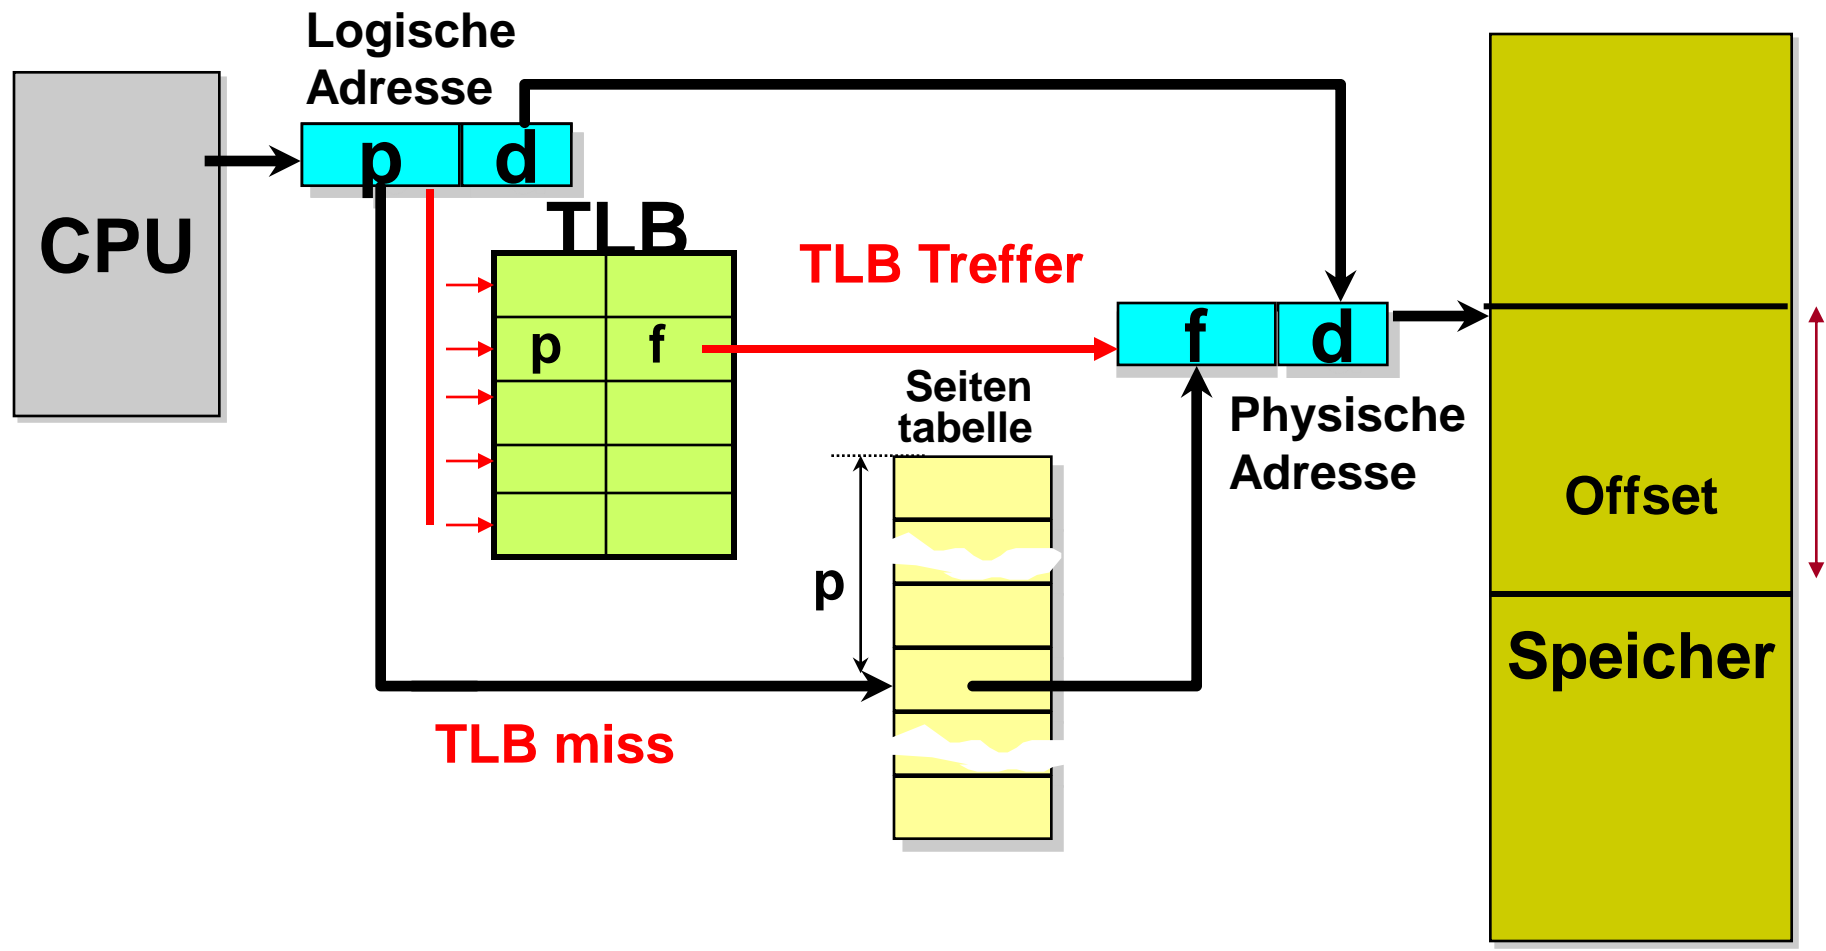 Logische
Adresse
CPU
p
d
TLB
p
f
TLB Treffer
f
d
Physische
Adresse
Seiten
tabelle
p
TLB miss
Offset
Speicher